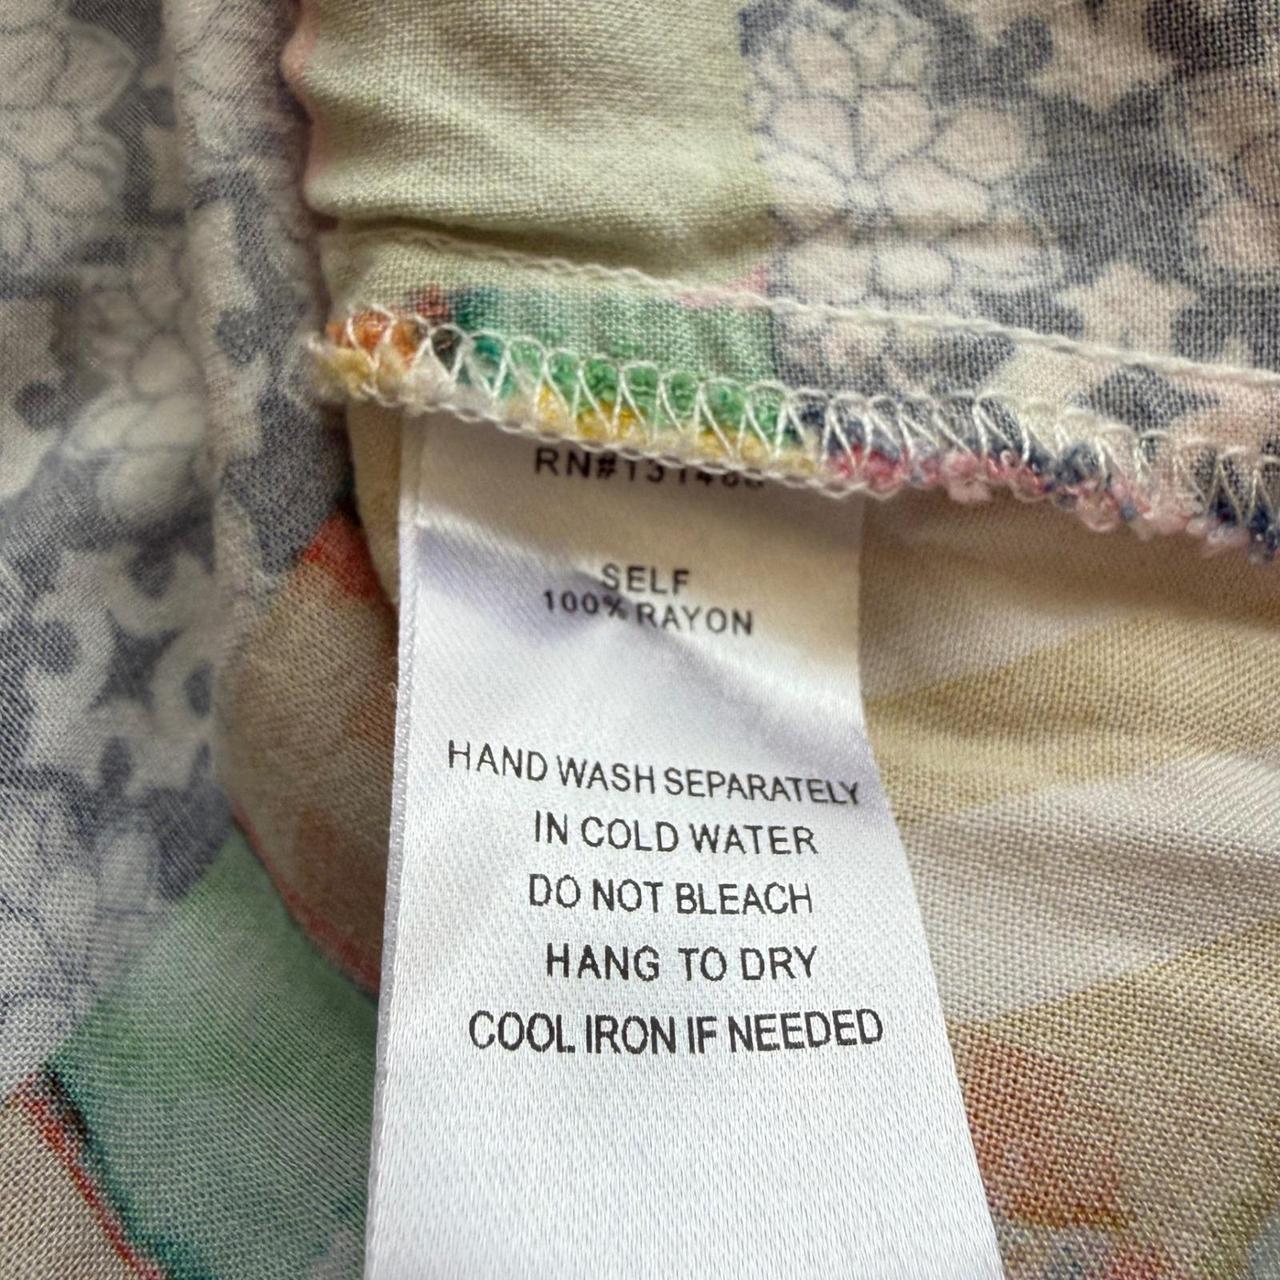 SELF
100% RAYON
HAND WASH SEPARATELY
IN COLD WATER
DO NOT BLEACH
HANG TO DRY
COOL IRON IF NEEDED